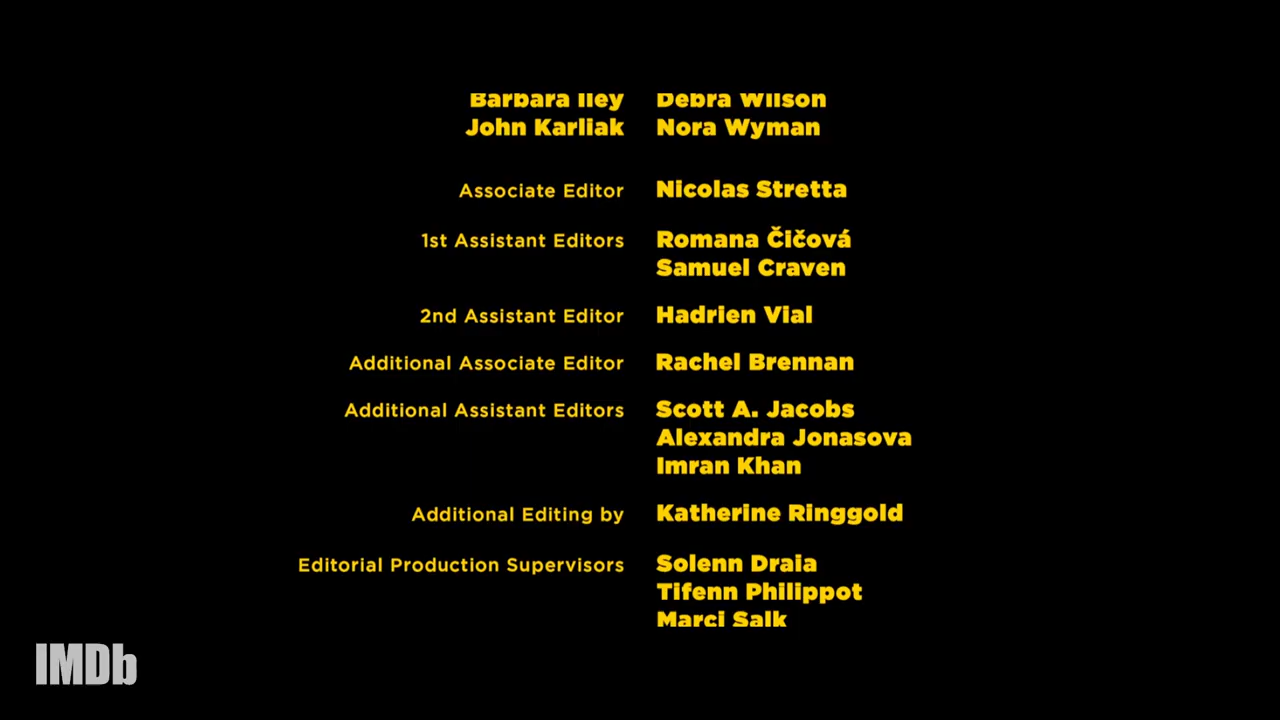 Barbara Iley Debra Wilson
John Karliak Nora Wyman
Associate Editor Nicolas Stretta
1st Assistant Editors Romana Čičová
Samuel Craven
2nd Assistant Editor Hadrien Vial
Additional Associate Editor Rachel Brennan
Additional Assistant Editors Scott A. Jacobs
Alexandra Jonasova
Imran Khan
Additional Editing by Katherine Ringgold
Editorial Production Supervisors Solenn Draia
Tifenn Philippot
Marci Salk
IMDb